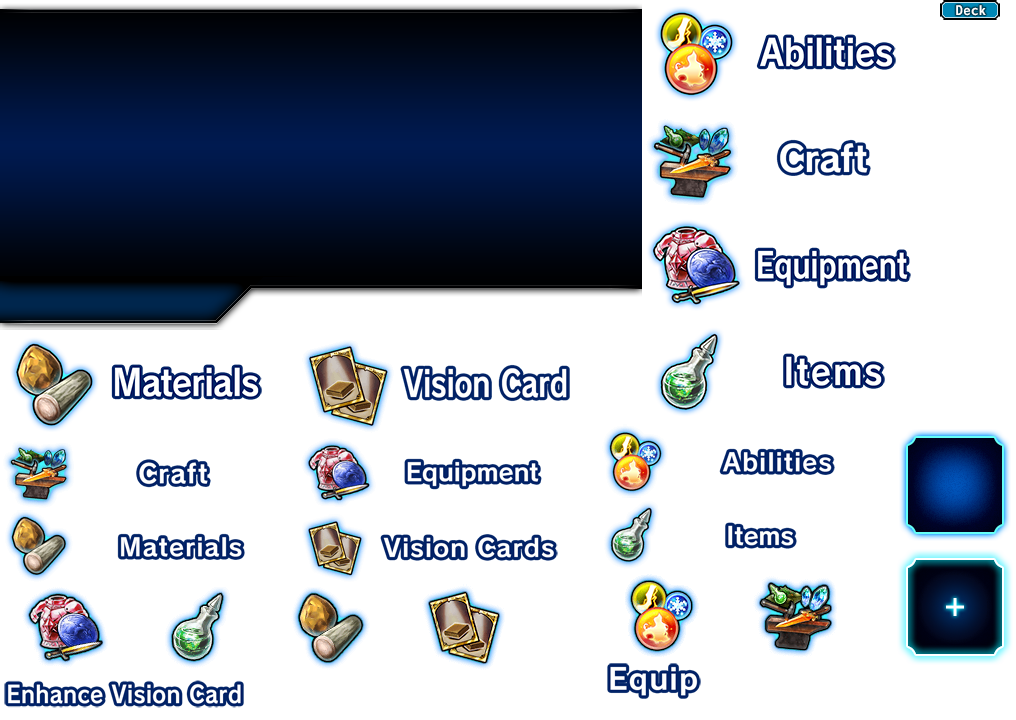 Deck
Abilities
Craft
Equipment
Materials
Vision Card
Items
Craft
Equipment
Abilities
Materials
Vision Cards
Items
+
Equip
Enhance Vision Card